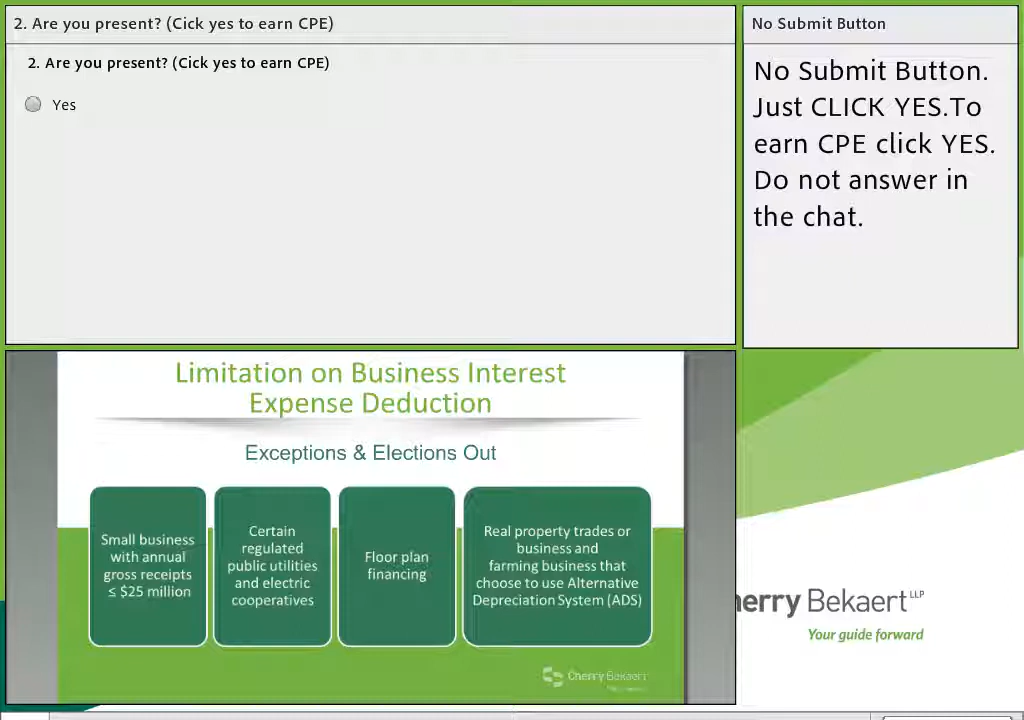 2. Are you present? (Cick yes to earn CPE)
2. Are you present? (Cick yes to earn CPE)
Yes
No Submit Button
No Submit Button.
Just CLICK YES.To
earn CPE click YES.
Do not answer in
the chat.
Limitation on Business Interest
Expense Deduction
Exceptions & Elections Out
Small business
with annual
gross receipts
≤ $25 million
Certain
regulated
public utilities
and electric
cooperatives
Floor plan
financing
Real property trades or
business and
farming business that
choose to use Alternative
Depreciation System (ADS)
Cherry Bekaert
herry Bekaert LLP
Your guide forward